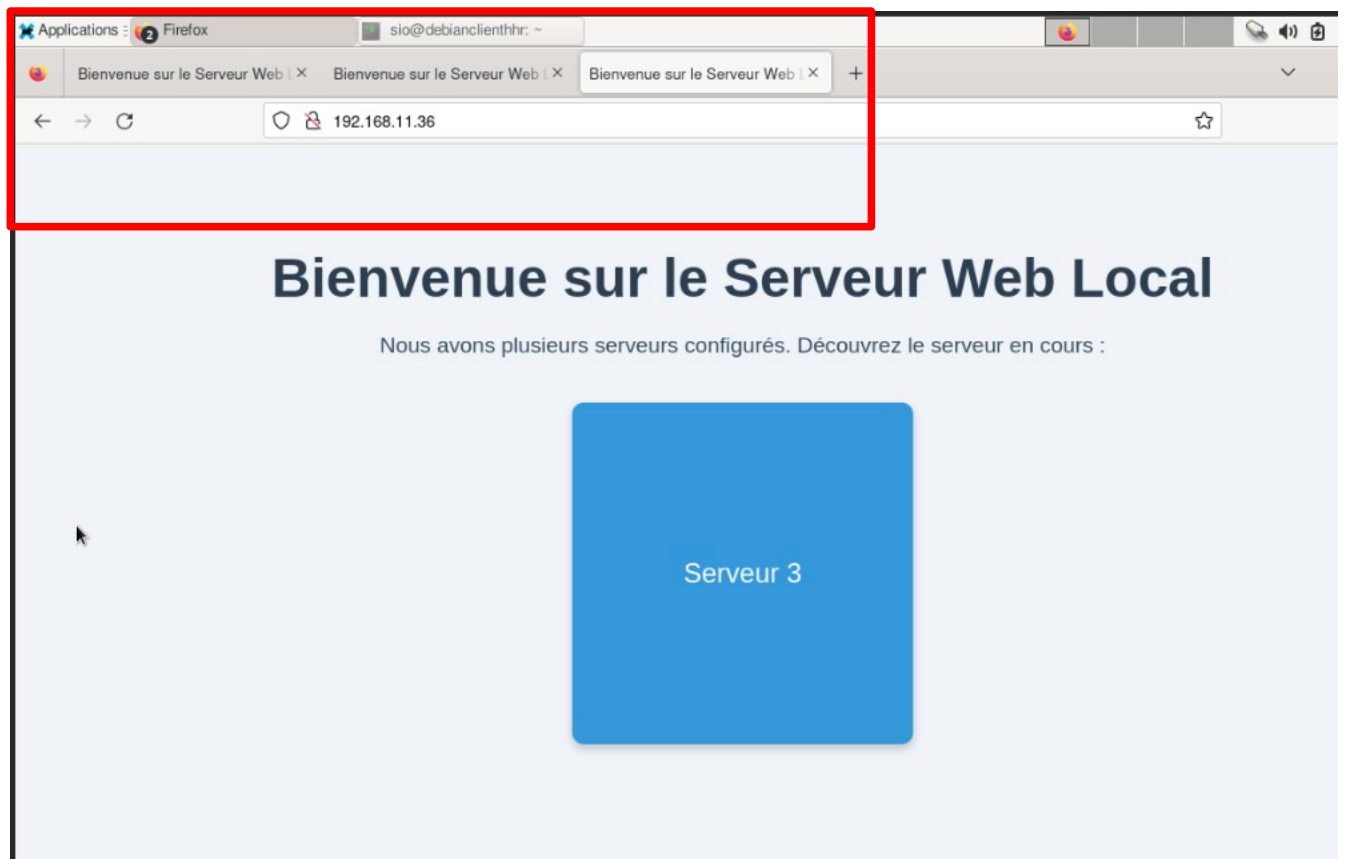 Applications
2 Firefox
sio@debianclienthhr: ~
Bienvenue sur le Serveur Web L
Bienvenue sur le Serveur Web L
Bienvenue sur le Serveur Web L
192.168.11.36
Bienvenue sur le Serveur Web Local
Nous avons plusieurs serveurs configurés. Découvrez le serveur en cours :
Serveur 3